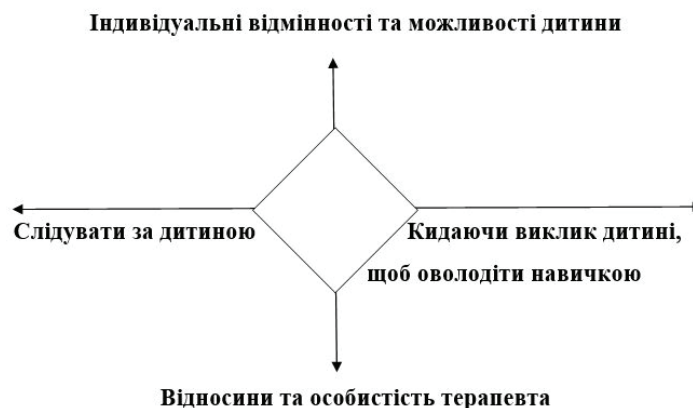 Індивідуальні відмінності та можливості дитини
Слідувати за дитиною
Кидаючи виклик дитині,
щоб оволодіти навичкою
Відносини та особистість терапевта